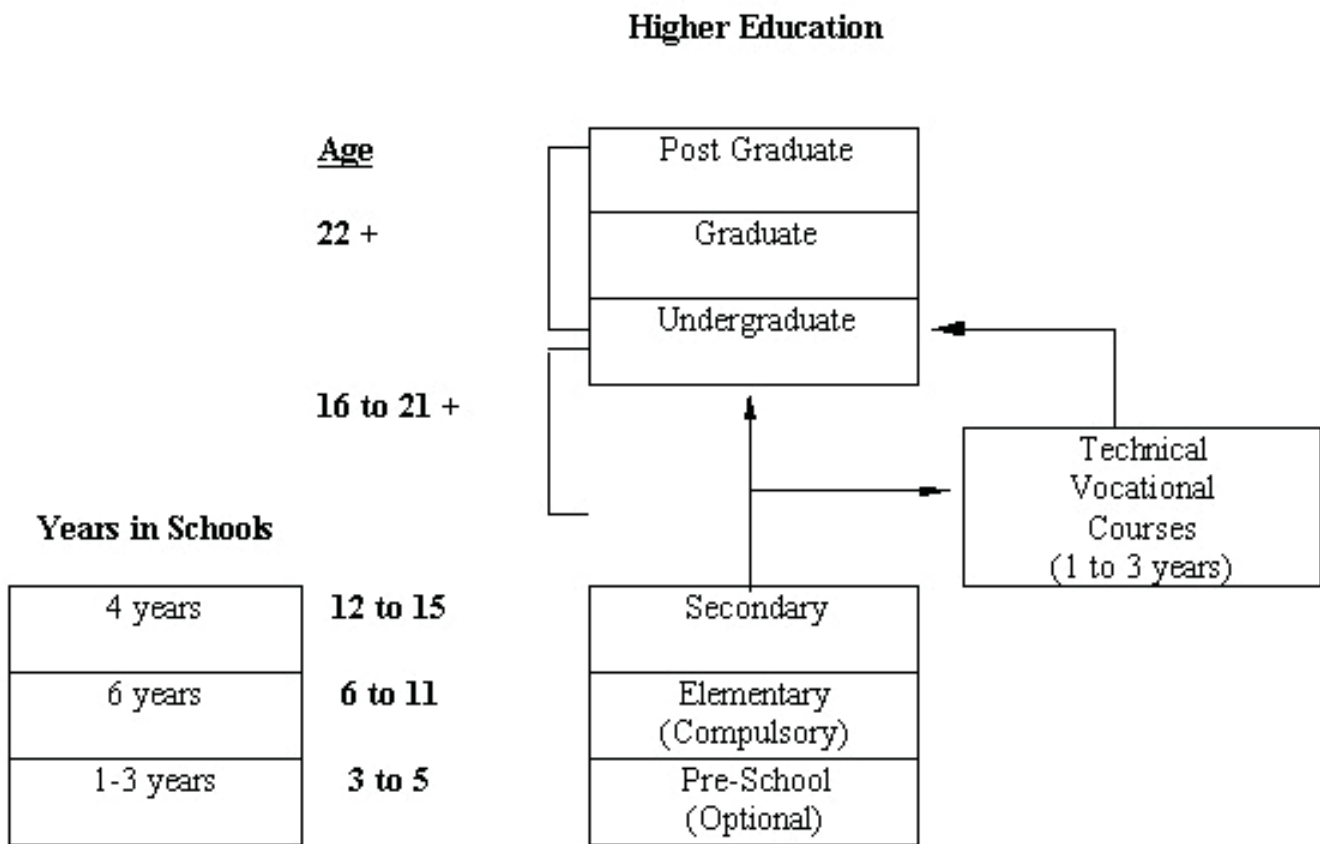 Higher Education
Age
Post Graduate
22 +
Graduate
Undergraduate
16 to 21 +
Technical
Vocational
Courses
(1 to 3 years)
Years in Schools
4 years
12 to 15
Secondary
6 years
6 to 11
Elementary
(Compulsory)
1-3 years
3 to 5
Pre-School
(Optional)